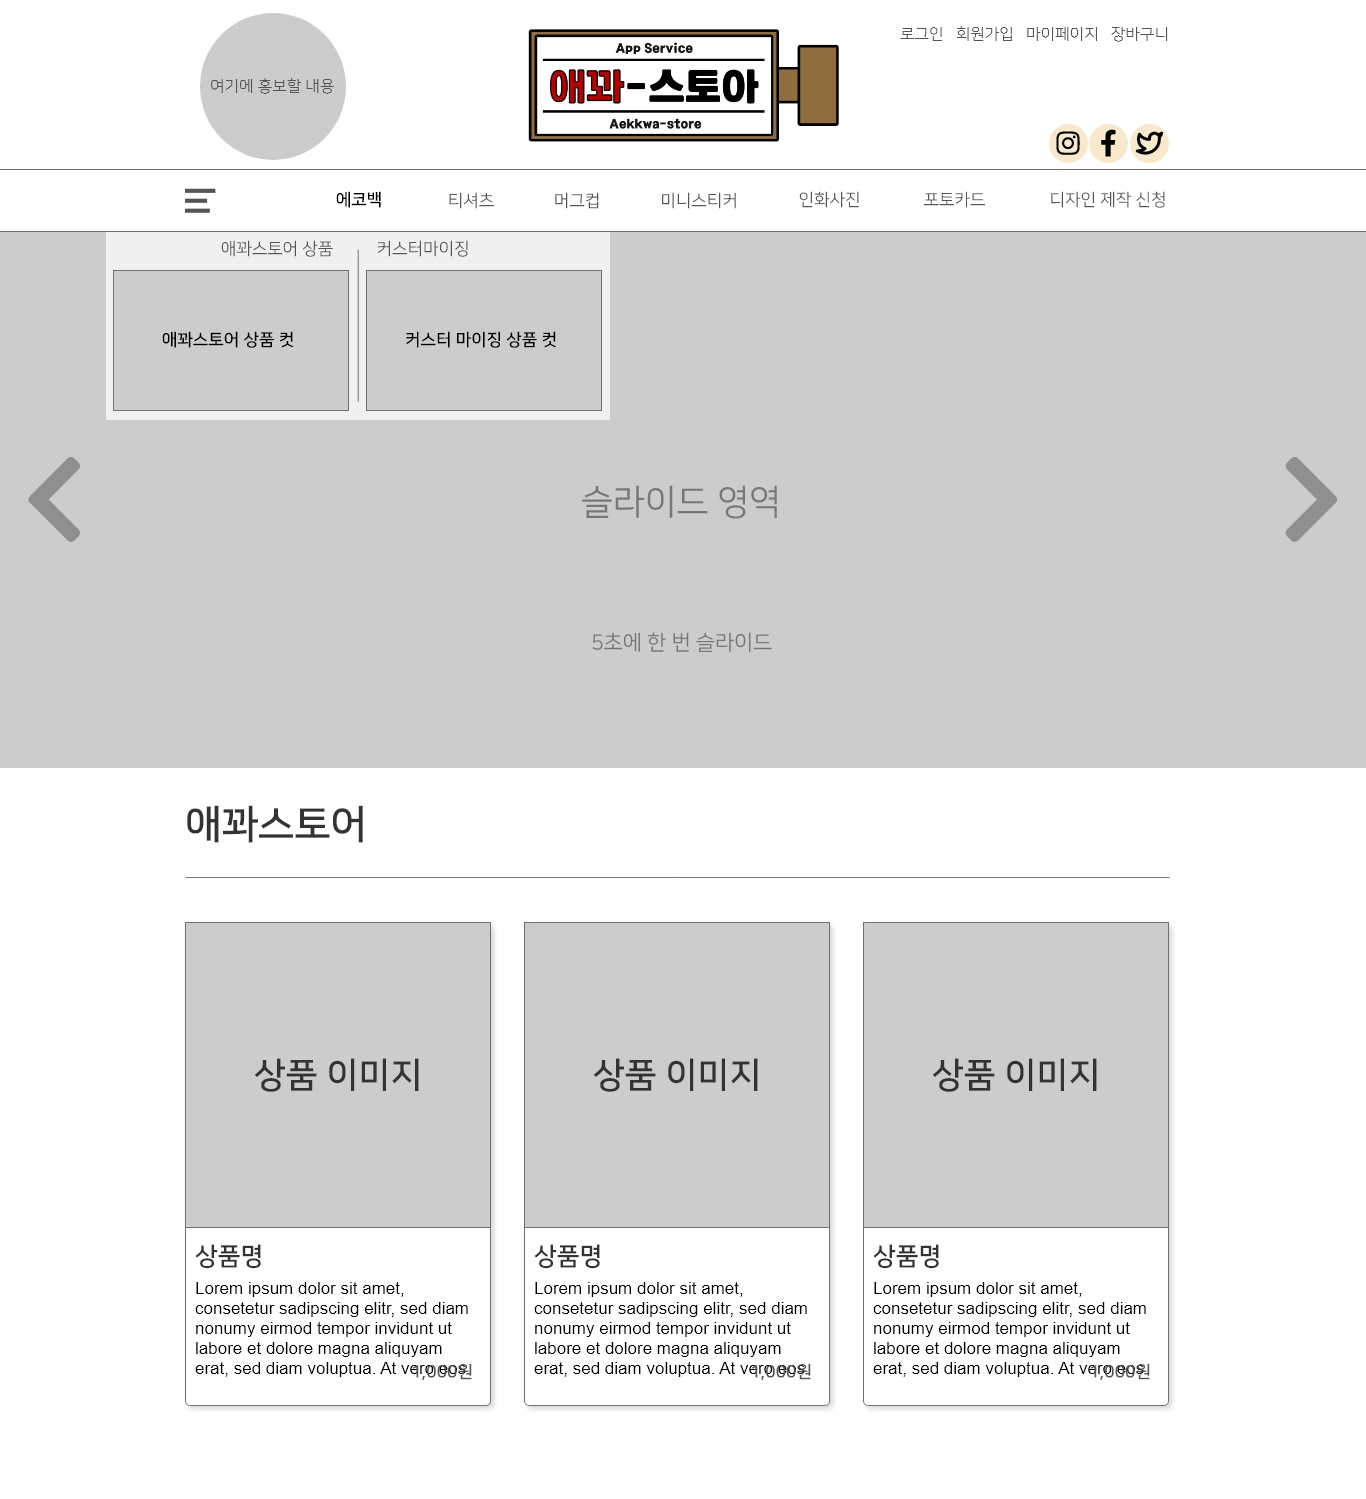 여기에 홍보할 내용
App Service
애꽈-스토아
Aekkwa-store
로그인 회원가입 마이페이지 장바구니
에코백 티셔츠 머그컵 미니스티커 인화사진 포토카드 디자인 제작 신청
애꽈스토어 상품 커스터마이징
애꽈스토어 상품 컷 커스터 마이징 상품 컷
슬라이드 영역
5초에 한 번 슬라이드
애꽈스토어
상품 이미지
상품명
Lorem ipsum dolor sit amet,
consetetur sadipscing elitr, sed diam
nonumy eirmod tempor invidunt ut
labore et dolore magna aliquyam
erat, sed diam voluptua. At vero eos
1,000원
상품 이미지
상품명
Lorem ipsum dolor sit amet,
consetetur sadipscing elitr, sed diam
nonumy eirmod tempor invidunt ut
labore et dolore magna aliquyam
erat, sed diam voluptua. At vero eos
1,000원
상품 이미지
상품명
Lorem ipsum dolor sit amet,
consetetur sadipscing elitr, sed diam
nonumy eirmod tempor invidunt ut
labore et dolore magna aliquyam
erat, sed diam voluptua. At vero eos
1,000원